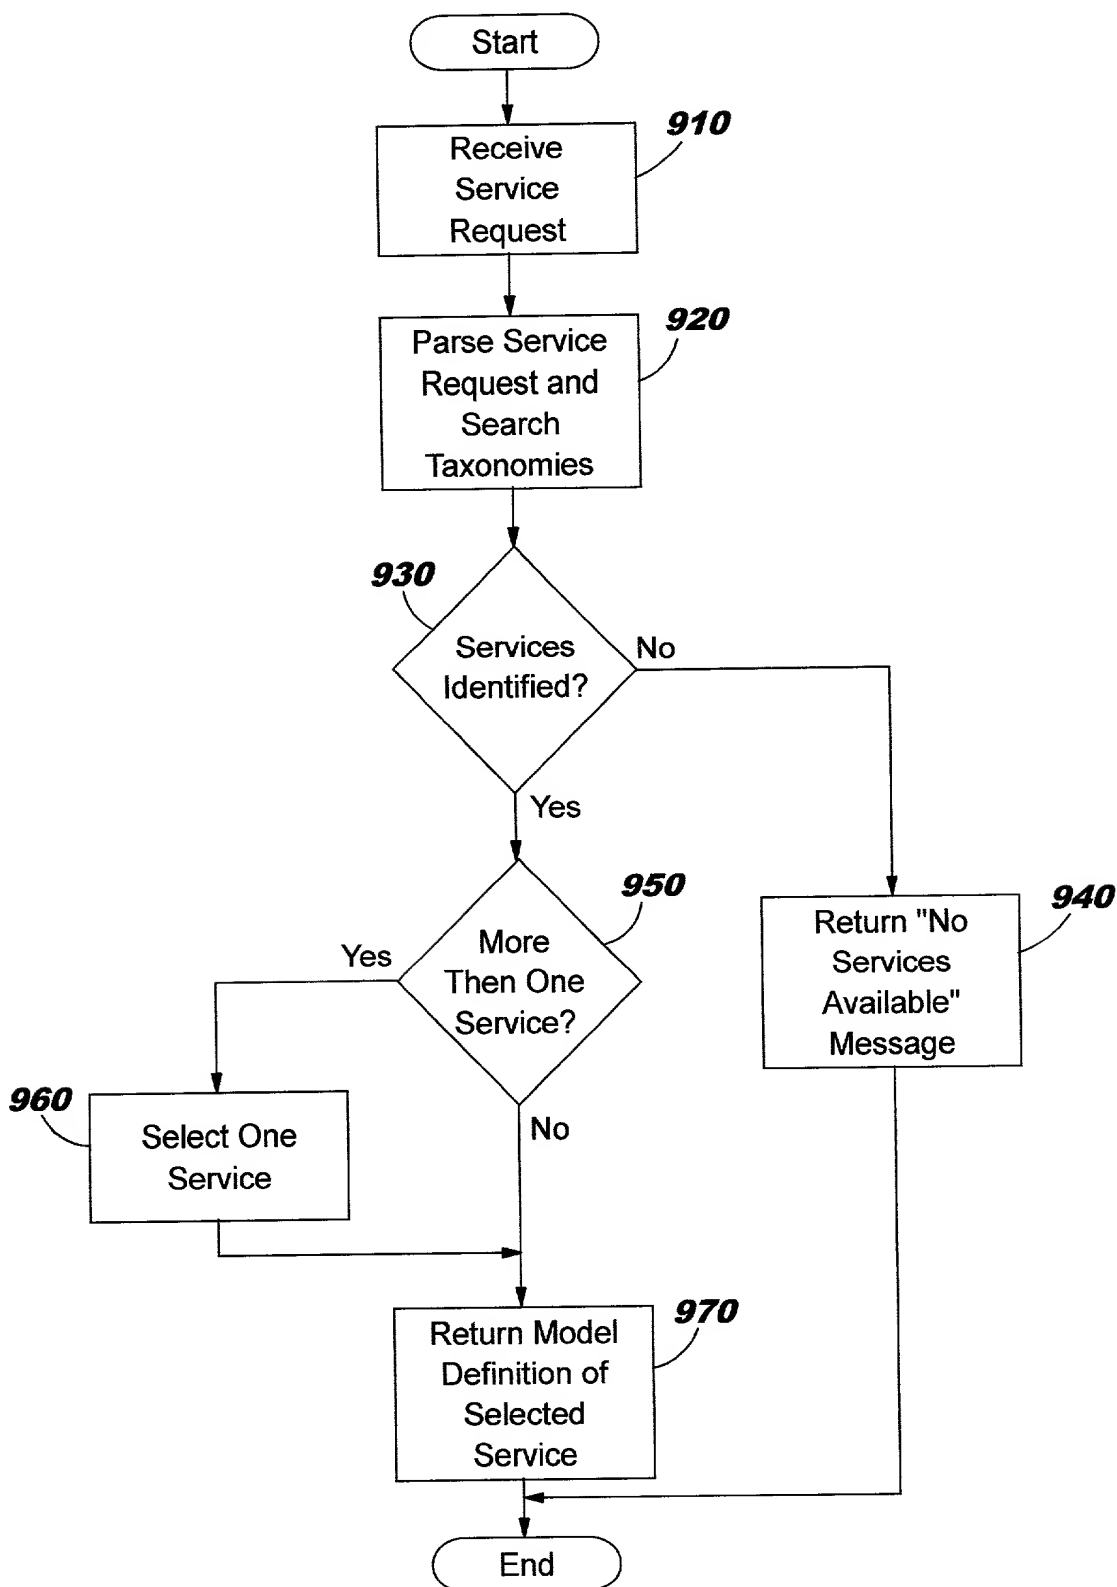 Start
910
Receive
Service
Request
920
Parse Service
Request and
Search
Taxonomies
930
Services
Identified?
No
Yes
950
More
Then One
Service?
Yes
940
Return "No
Services
Available"
Message
960
Select One
Service
No
970
Return Model
Definition of
Selected
Service
End